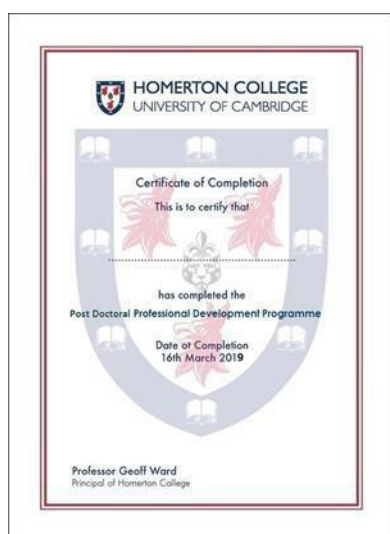 HOMERTON COLLEGE
UNIVERSITY OF CAMBRIDGE
Certificate of Completion
This is to certify that
has completed the
Post Doctoral Professional Development Programme
Date of Completion
16th March 2019
Professor Geoff Ward
Principal of Homerton College